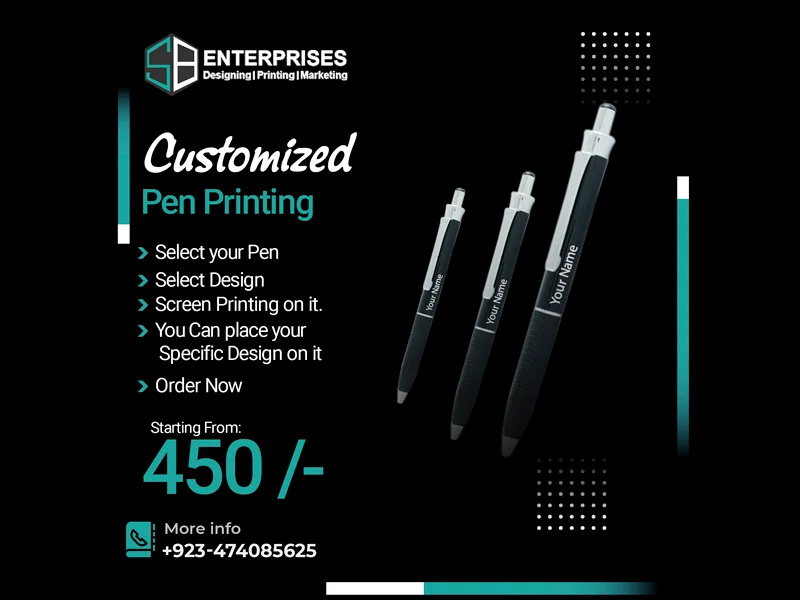 SB ENTERPRISES
Designing | Printing | Marketing
Customized
Pen Printing
Select your Pen
Select Design
Screen Printing on it.
You Can place your
Specific Design on it
Order Now
Starting From:
450 /-
More info
+923-474085625
Your Name
Your Name
Your Name